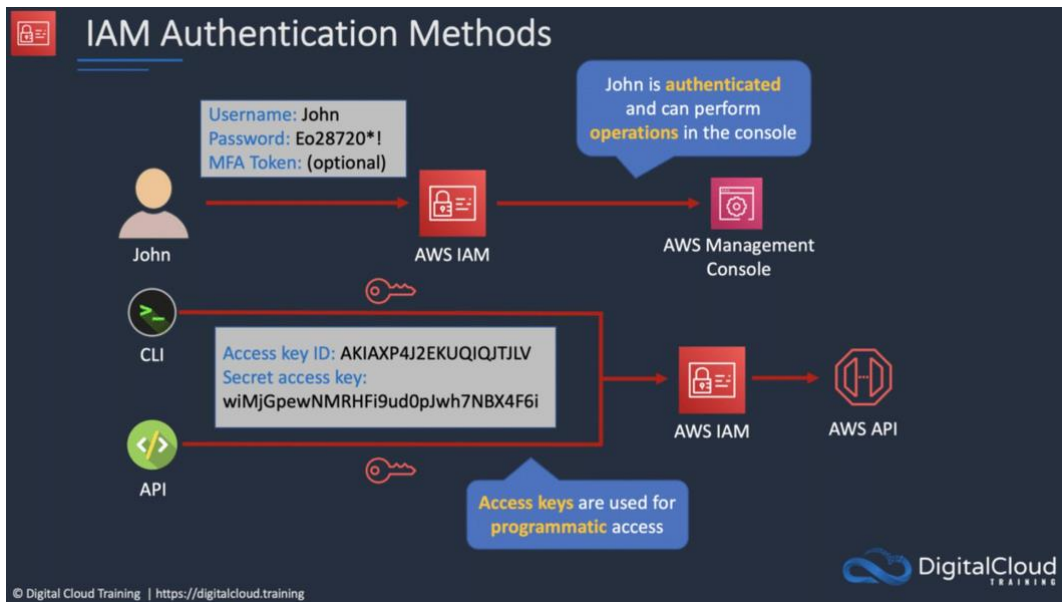 IAM Authentication Methods
John is authenticated
and can perform
operations in the console
Username: John
Password: Eo28720*!
MFA Token: (optional)
John
AWS IAM
AWS Management
Console
CLI
Access key ID: AKIAXP4J2EKUQIQJTJLV
Secret access key:
wiMjGpewNMRHFi9ud0pJwh7NBX4F6i
AWS IAM
AWS API
API
Access keys are used for
programmatic access
DigitalCloud
TRAINING
© Digital Cloud Training | https://digitalcloud.training